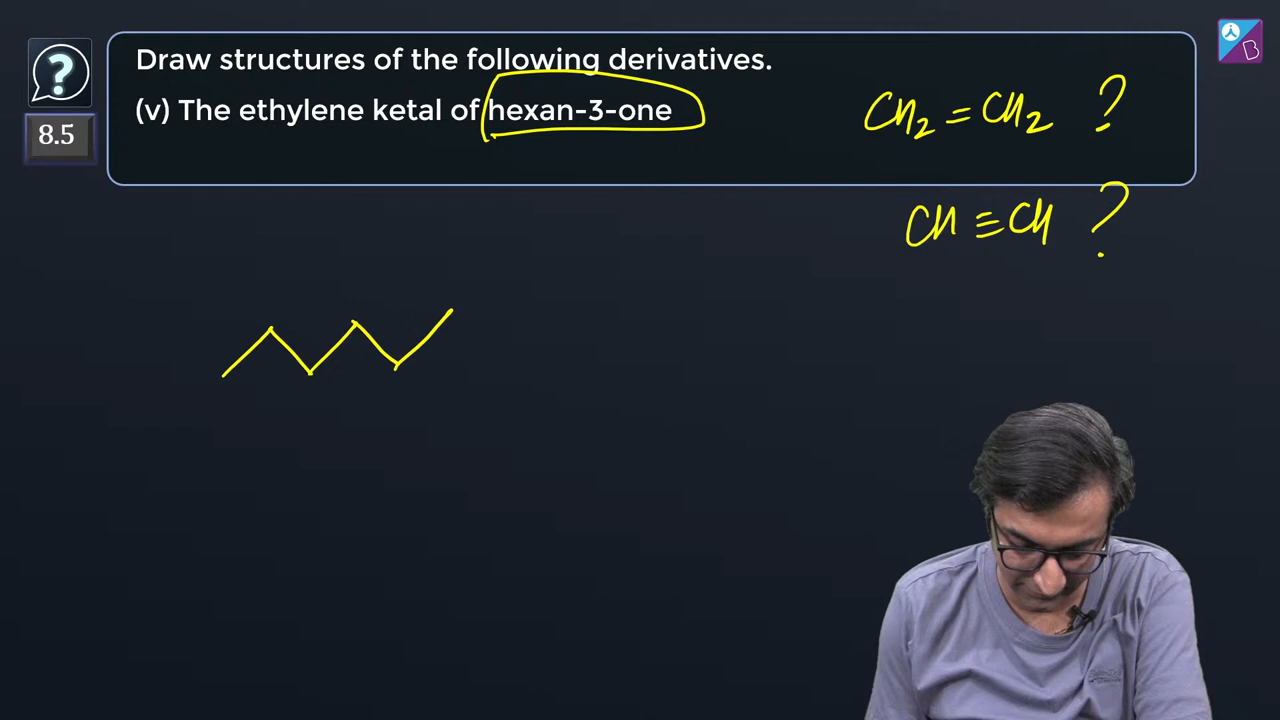 Draw structures of the following derivatives.
(v) The ethylene ketal of hexan-3-one
8.5
CH₂=CH₂ ?
CH≡CH ?
B